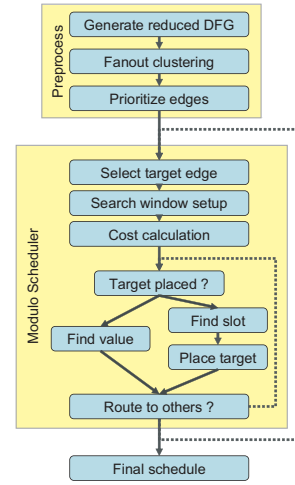 Preprocess
Generate reduced DFG
Fanout clustering
Prioritize edges
Modulo Scheduler
Select target edge
Search window setup
Cost calculation
Target placed ?
Find value
Find slot
Place target
Route to others ?
Final schedule